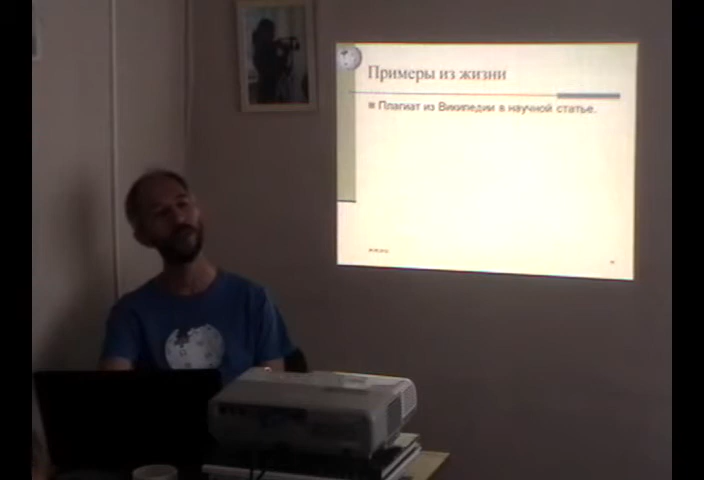 Примеры из жизни
Плагиат из Википедии в научной статье.